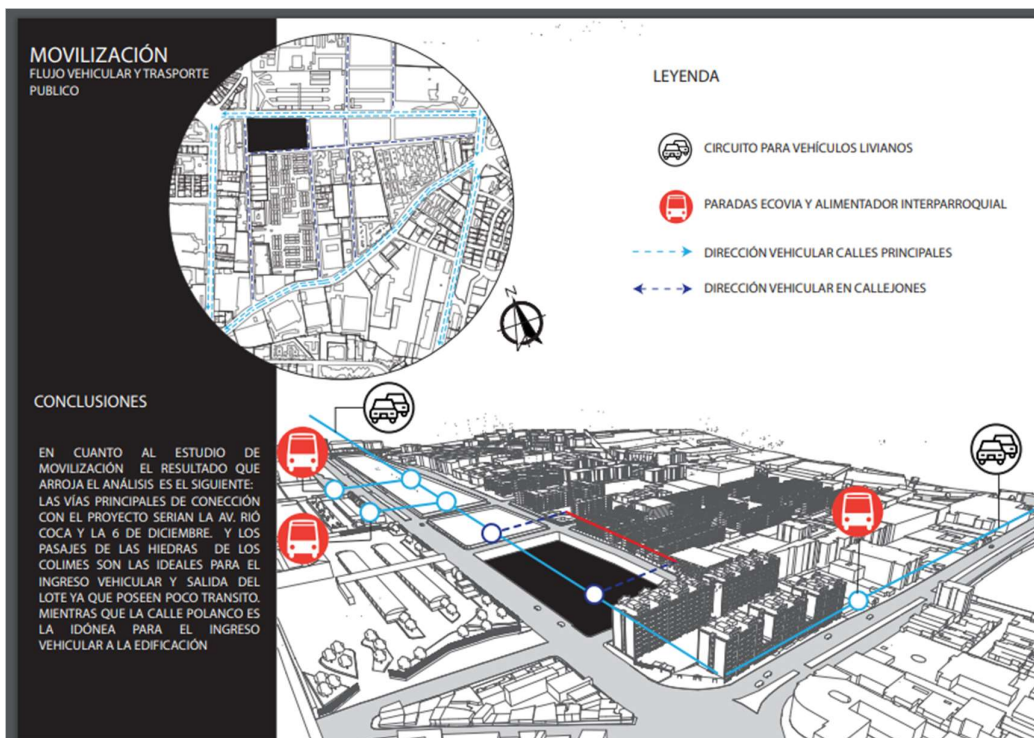 MOVILIZACIÓN
FLUJO VEHICULAR Y TRASPORTE
PUBLICO
LEYENDA
CIRCUITO PARA VEHÍCULOS LIVIANOS
PARADAS ECOVIA Y ALIMENTADOR INTERPARROQUIAL
DIRECCIÓN VEHICULAR CALLES PRINCIPALES
DIRECCIÓN VEHICULAR EN CALLEJONES
N
CONCLUSIONES
EN CUANTO AL ESTUDIO DE
MOVILIZACIÓN EL RESULTADO QUE
ARROJA EL ANÁLISIS ES EL SIGUIENTE:
LAS VÍAS PRINCIPALES DE CONECCIÓN
CON EL PROYECTO SERIAN LA AV. RIÓ
COCA Y LA 6 DE DICIEMBRE. Y LOS
PASAJES DE LAS HIEDRAS DE LOS
COLIMES SON LAS IDEALES PARA EL
INGRESO VEHICULAR Y SALIDA DEL
LOTE YA QUE POSEEN POCO TRANSITO.
MIENTRAS QUE LA CALLE POLANCO ES
LA IDÓNEA PARA EL INGRESO
VEHICULAR A LA EDIFICACIÓN